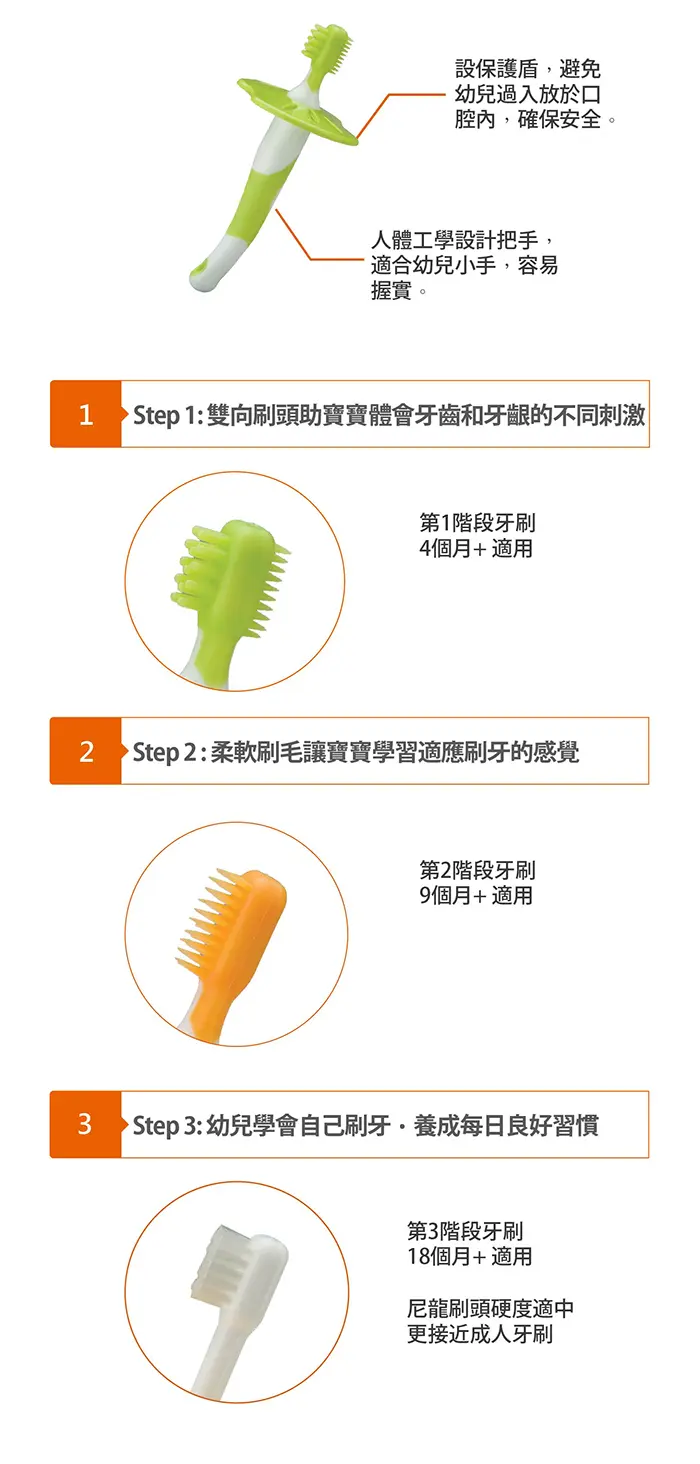 設保護盾，避免
幼兒過入放於口
腔內，確保安全。
人體工學設計把手，
適合幼兒小手，容易
握實。
1 Step 1: 雙向刷頭助寶寶體會牙齒和牙齦的不同刺激
第1階段牙刷
4個月+ 適用
2 Step 2 : 柔軟刷毛讓寶寶學習適應刷牙的感覺
第2階段牙刷
9個月+ 適用
3 Step 3: 幼兒學會自己刷牙．養成每日良好習慣
第3階段牙刷
18個月+ 適用
尼龍刷頭硬度適中
更接近成人牙刷